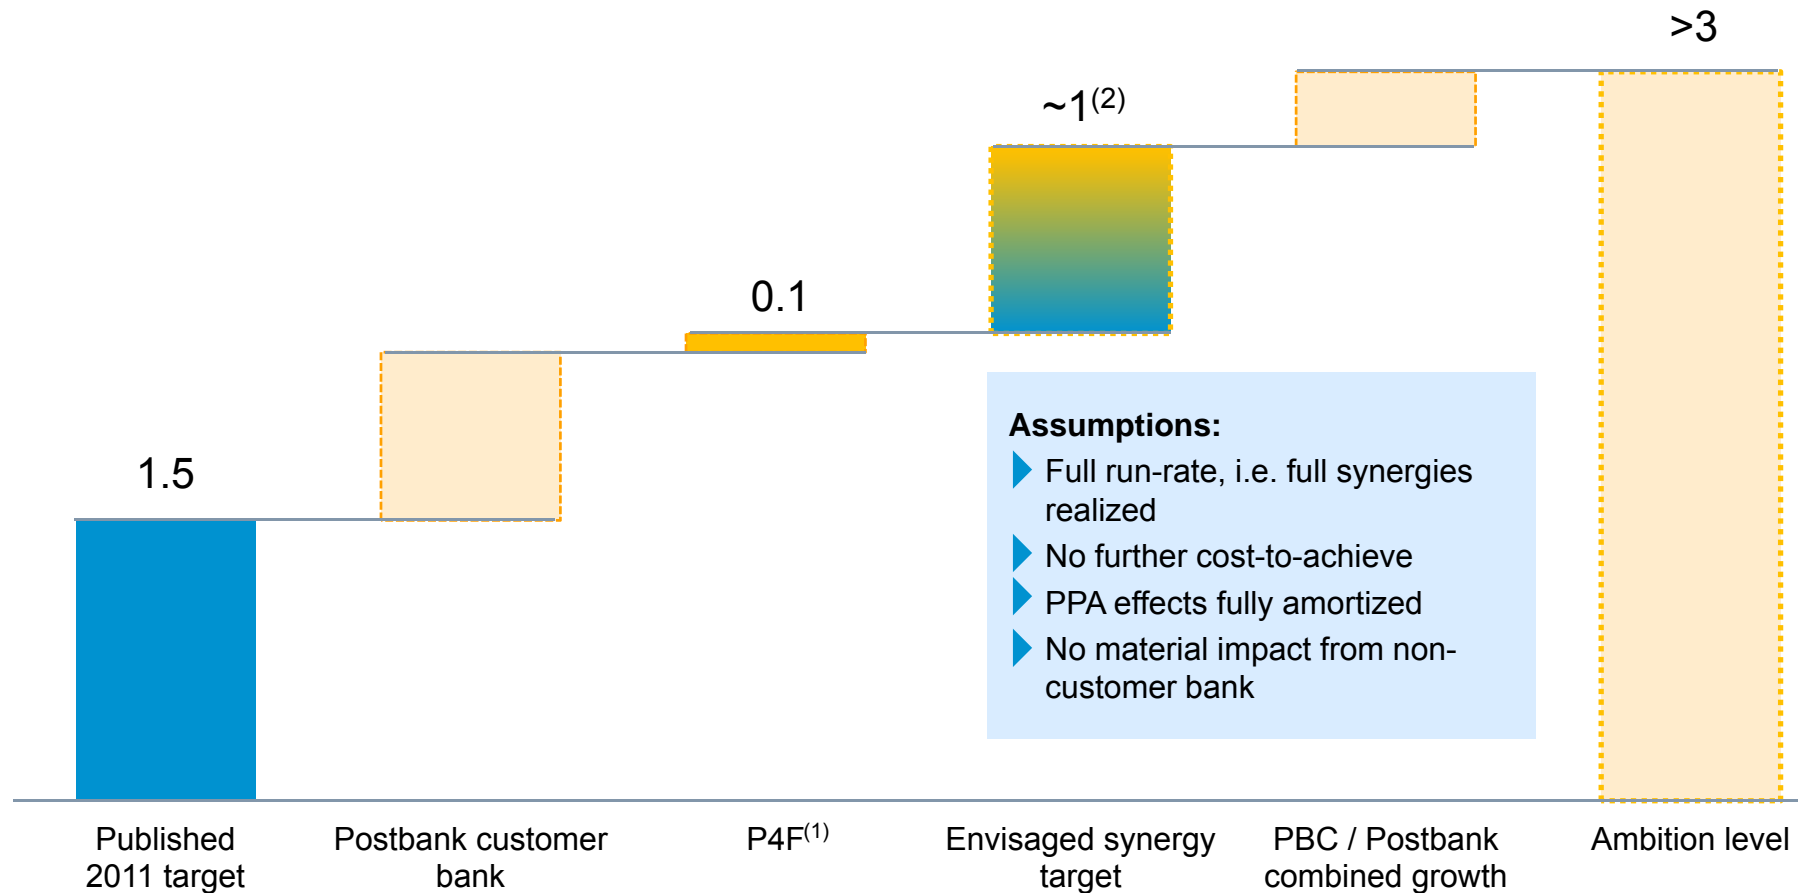 >3
~1(2)
0.1
1.5
Assumptions:
Full run-rate, i.e. full synergies
realized
No further cost-to-achieve
PPA effects fully amortized
No material impact from non-
customer bank
Published
2011 target
Postbank customer
bank
P4F(1)
Envisaged synergy
target
PBC / Postbank
combined growth
Ambition level